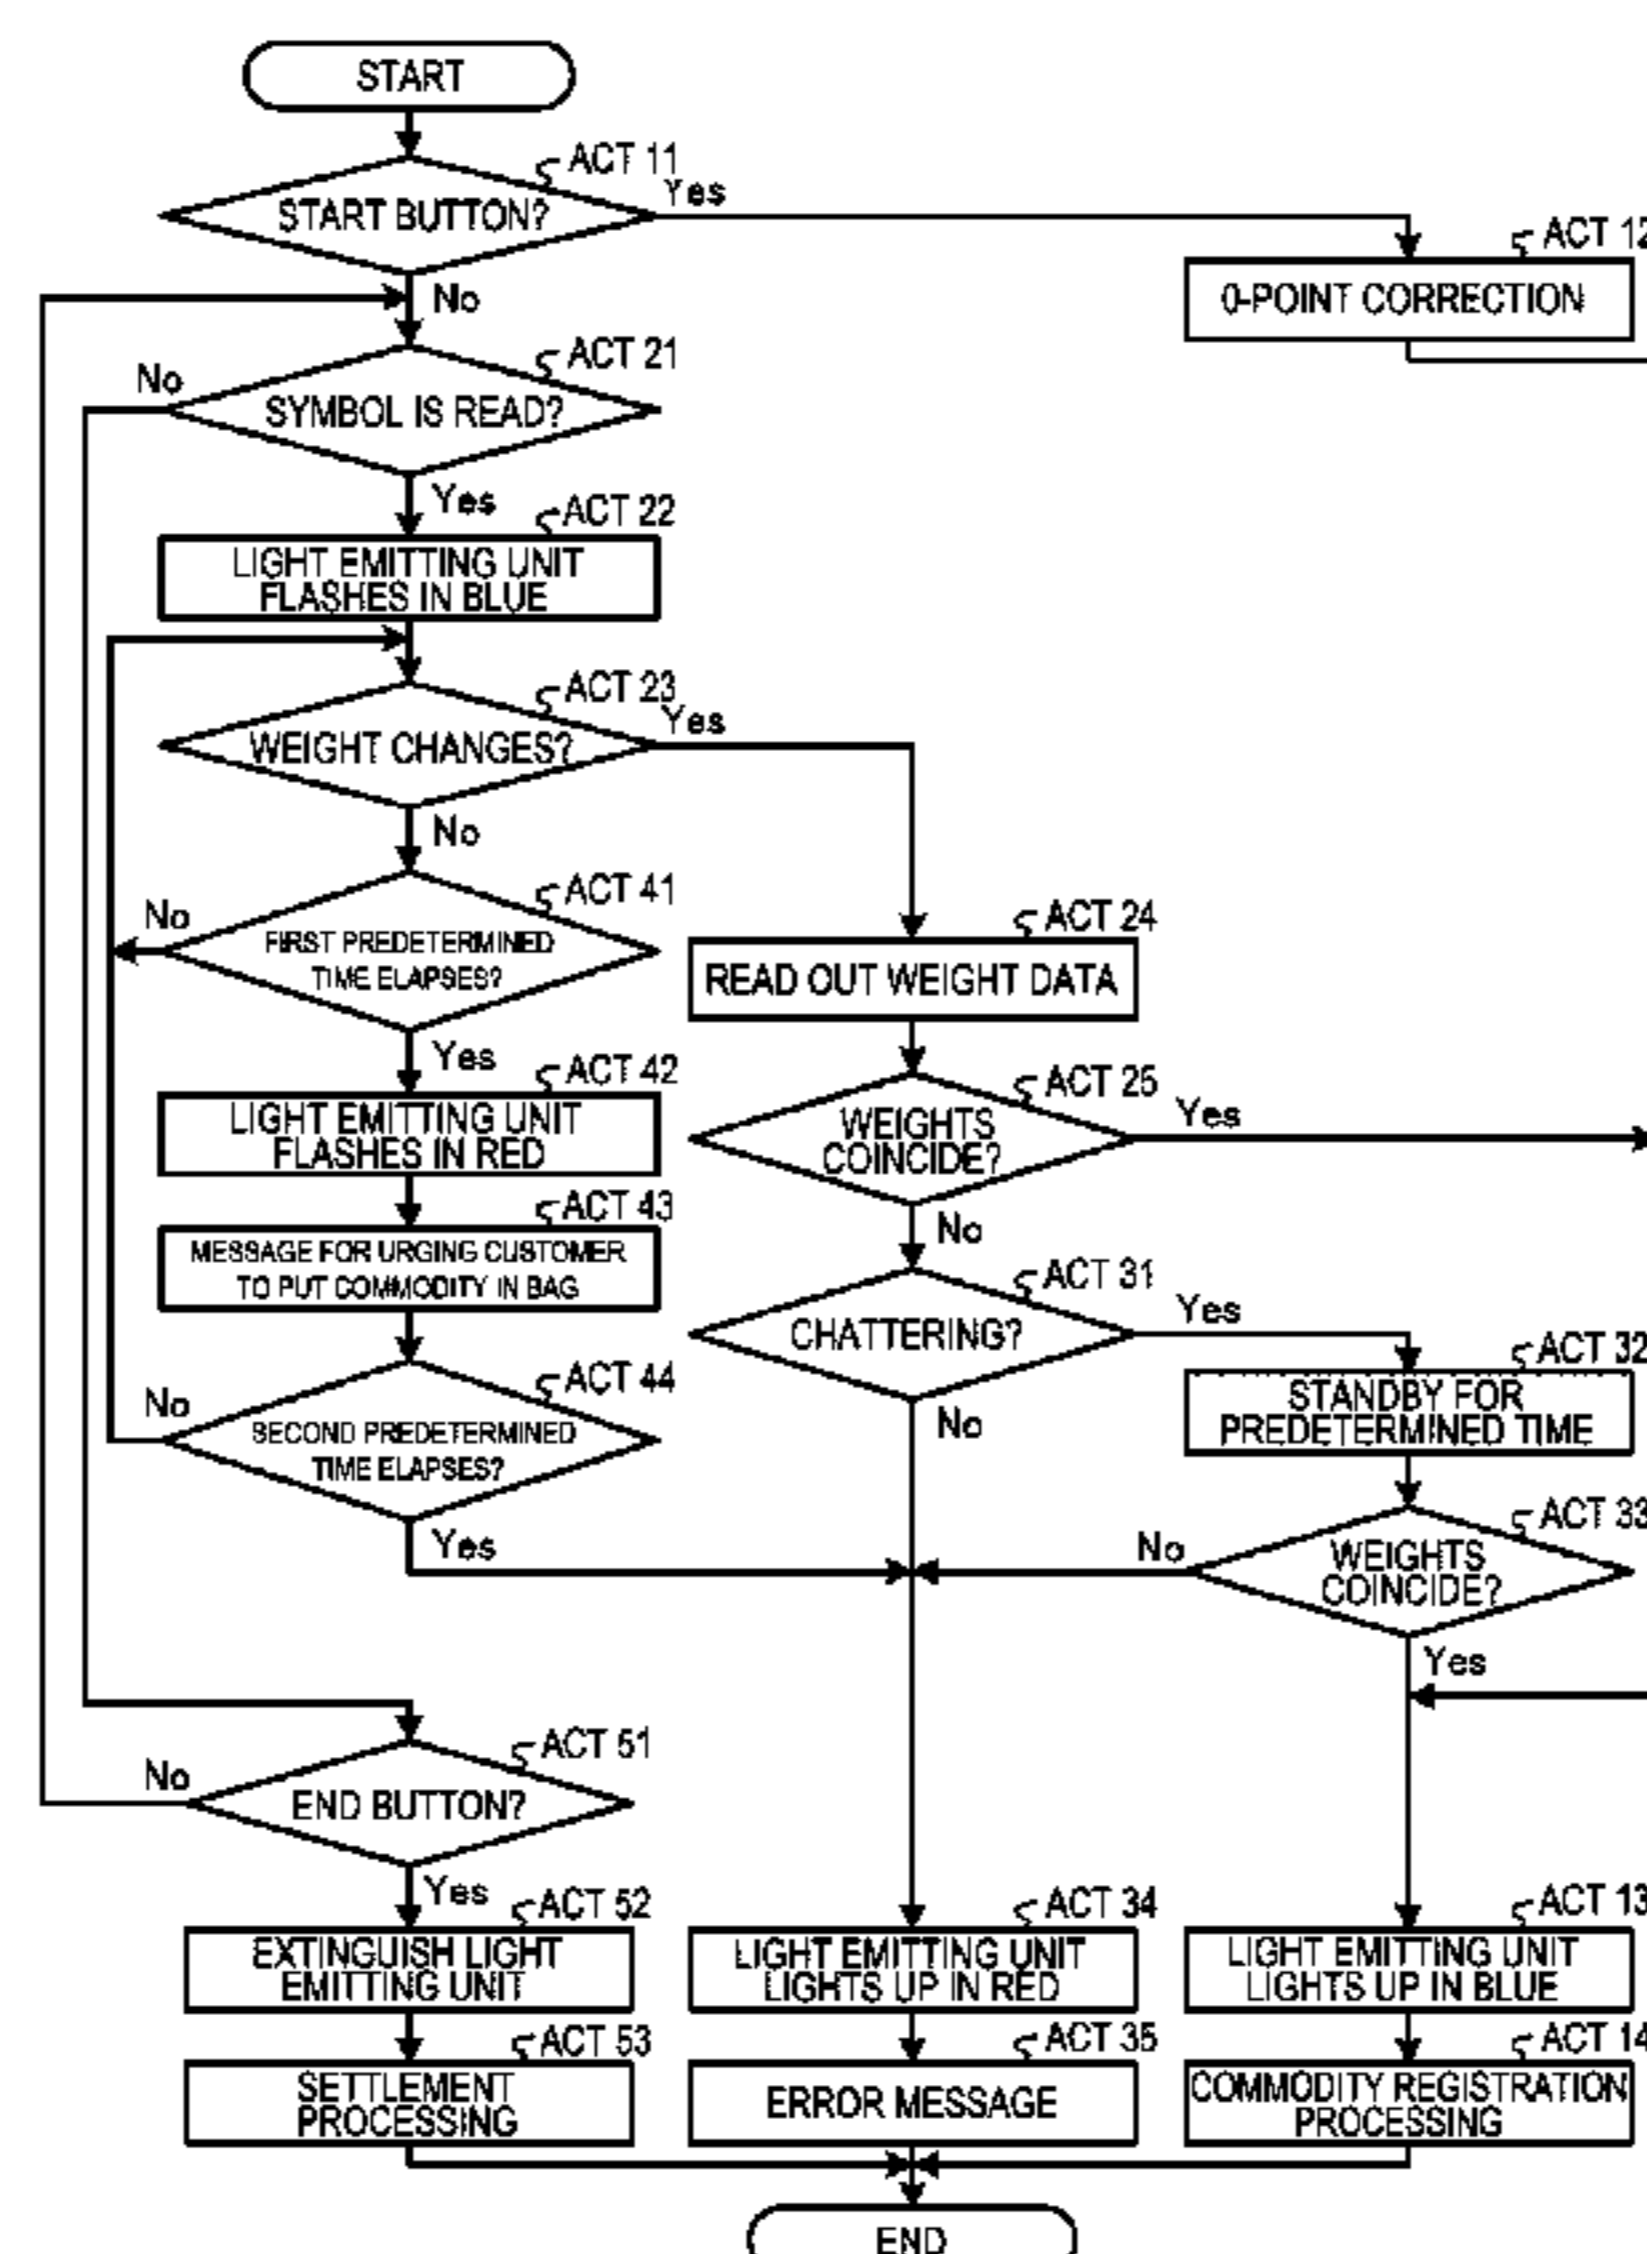 START
ACT 11
START BUTTON?
Yes
ACT 12
0-POINT CORRECTION
No
ACT 21
No
SYMBOL IS READ?
Yes
ACT 22
LIGHT EMITTING UNIT
FLASHES IN BLUE
ACT 23
Yes
WEIGHT CHANGES?
No
ACT 41
No
FIRST PREDETERMINED
TIME ELAPSES?
Yes
ACT 24
READ OUT WEIGHT DATA
ACT 42
LIGHT EMITTING UNIT
FLASHES IN RED
ACT 25
Yes
WEIGHTS
COINCIDE?
No
ACT 43
MESSAGE FOR URGING CUSTOMER
TO PUT COMMODITY IN BAG
ACT 31
Yes
CHATTERING?
No
ACT 32
STANDBY FOR
PREDETERMINED TIME
ACT 44
No
SECOND PREDETERMINED
TIME ELAPSES?
Yes
ACT 33
No
WEIGHTS
COINCIDE?
Yes
ACT 51
No
END BUTTON?
Yes
ACT 52
EXTINGUISH LIGHT
EMITTING UNIT
ACT 34
LIGHT EMITTING UNIT
LIGHTS UP IN RED
ACT 13
LIGHT EMITTING UNIT
LIGHTS UP IN BLUE
ACT 53
SETTLEMENT
PROCESSING
ACT 35
ERROR MESSAGE
ACT 14
COMMODITY REGISTRATION
PROCESSING
END